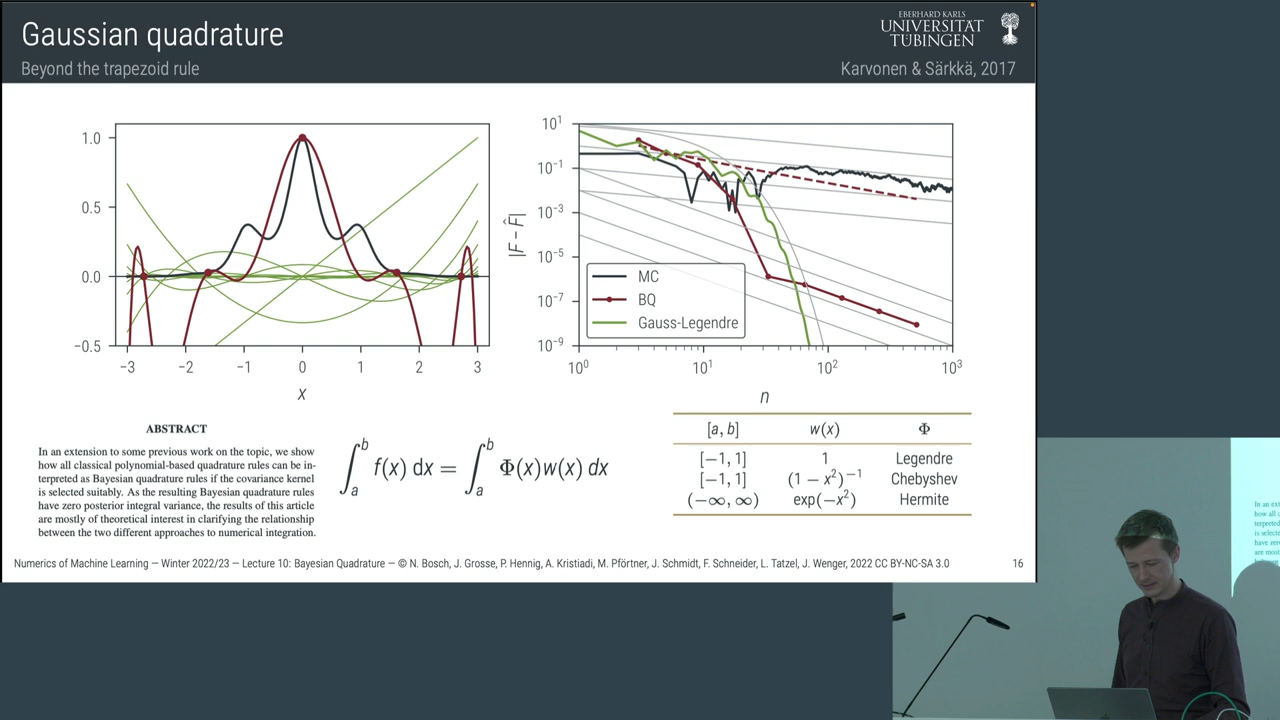 Gaussian quadrature
Beyond the trapezoid rule
EBERHARD KARLS
UNIVERSITÄT
TÜBINGEN
Karvonen & Särkkä, 2017
1.0
0.5
0.0
−0.5
−3 −2 −1 0 1 2 3
x
10¹
10⁻¹
10⁻³
10⁻⁵
10⁻⁷
10⁻⁹
|F − F̂|
MC
BQ
Gauss-Legendre
10⁰ 10¹ 10² 10³
n
ABSTRACT
In an extension to some previous work on the topic, we show
how all classical polynomial-based quadrature rules can be in-
terpreted as Bayesian quadrature rules if the covariance kernel
is selected suitably. As the resulting Bayesian quadrature rules
have zero posterior integral variance, the results of this article
are mostly of theoretical interest in clarifying the relationship
between the two different approaches to numerical integration.
∫ₐᵇ f(x) dx = ∫ₐᵇ Φ(x)w(x) dx
[a, b] w(x) Φ
[−1, 1] 1 Legendre
[−1, 1] (1 − x²)⁻¹ Chebyshev
(−∞, ∞) exp(−x²) Hermite
Numerics of Machine Learning — Winter 2022/23 — Lecture 10: Bayesian Quadrature — © N. Bosch, J. Grosse, P. Hennig, A. Kristiadi, M. Pförtner, J. Schmidt, F. Schneider, L. Tatzel, J. Wenger, 2022 CC BY-NC-SA 3.0
16
In an ext
how all c